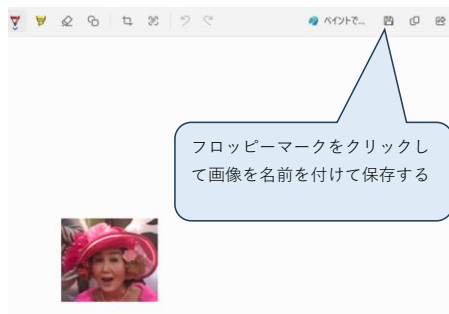 ペイントで...
フロッピーマークをクリックし
て画像を名前を付けて保存する